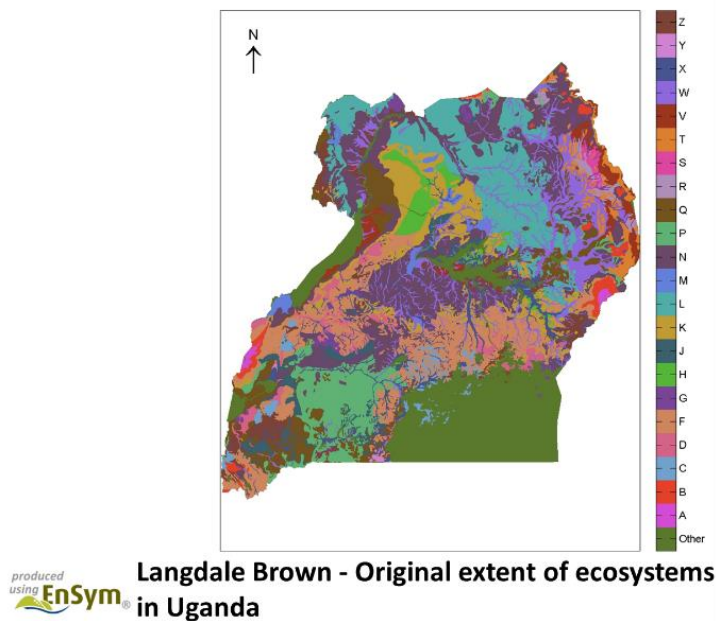 N
Z
Y
X
W
V
T
S
R
Q
P
N
M
L
K
J
H
G
F
D
C
B
A
Other
produced
using EnSym®
Langdale Brown - Original extent of ecosystems
in Uganda